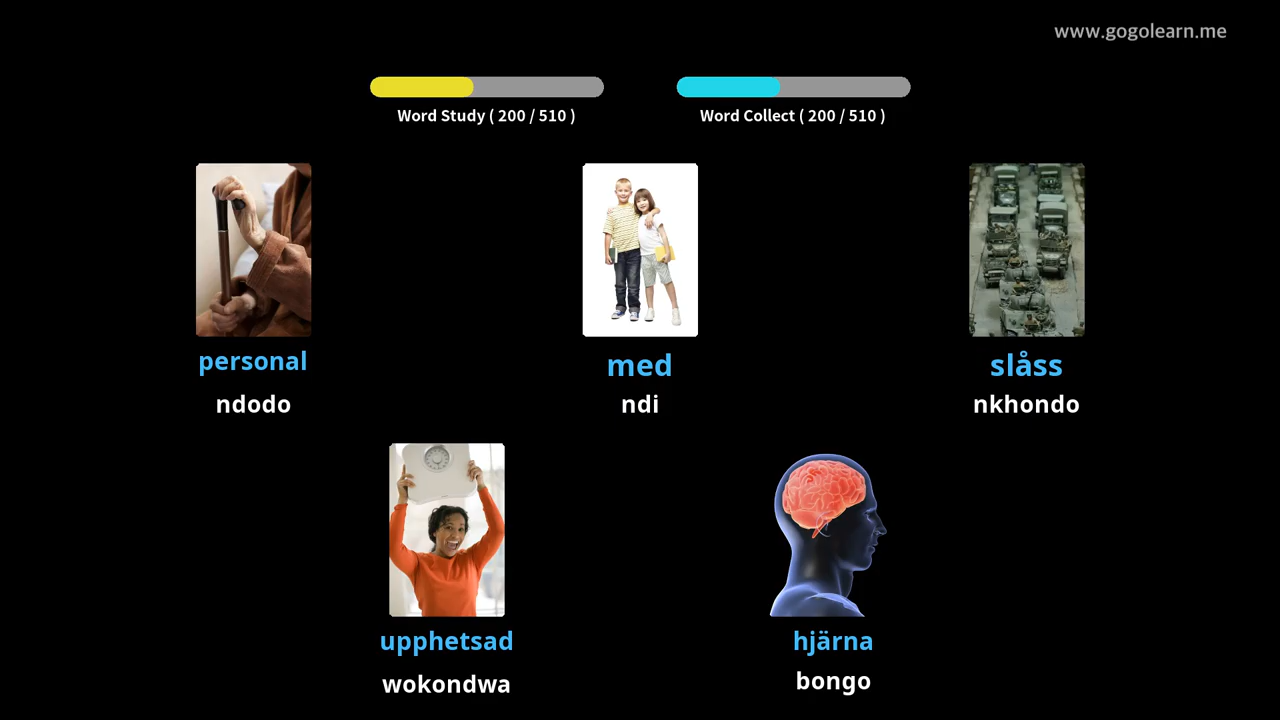 www.gogolearn.me
Word Study ( 200 / 510 )
Word Collect ( 200 / 510 )
personal
ndodo
med
ndi
slåss
nkhondo
upphetsad
wokondwa
hjärna
bongo